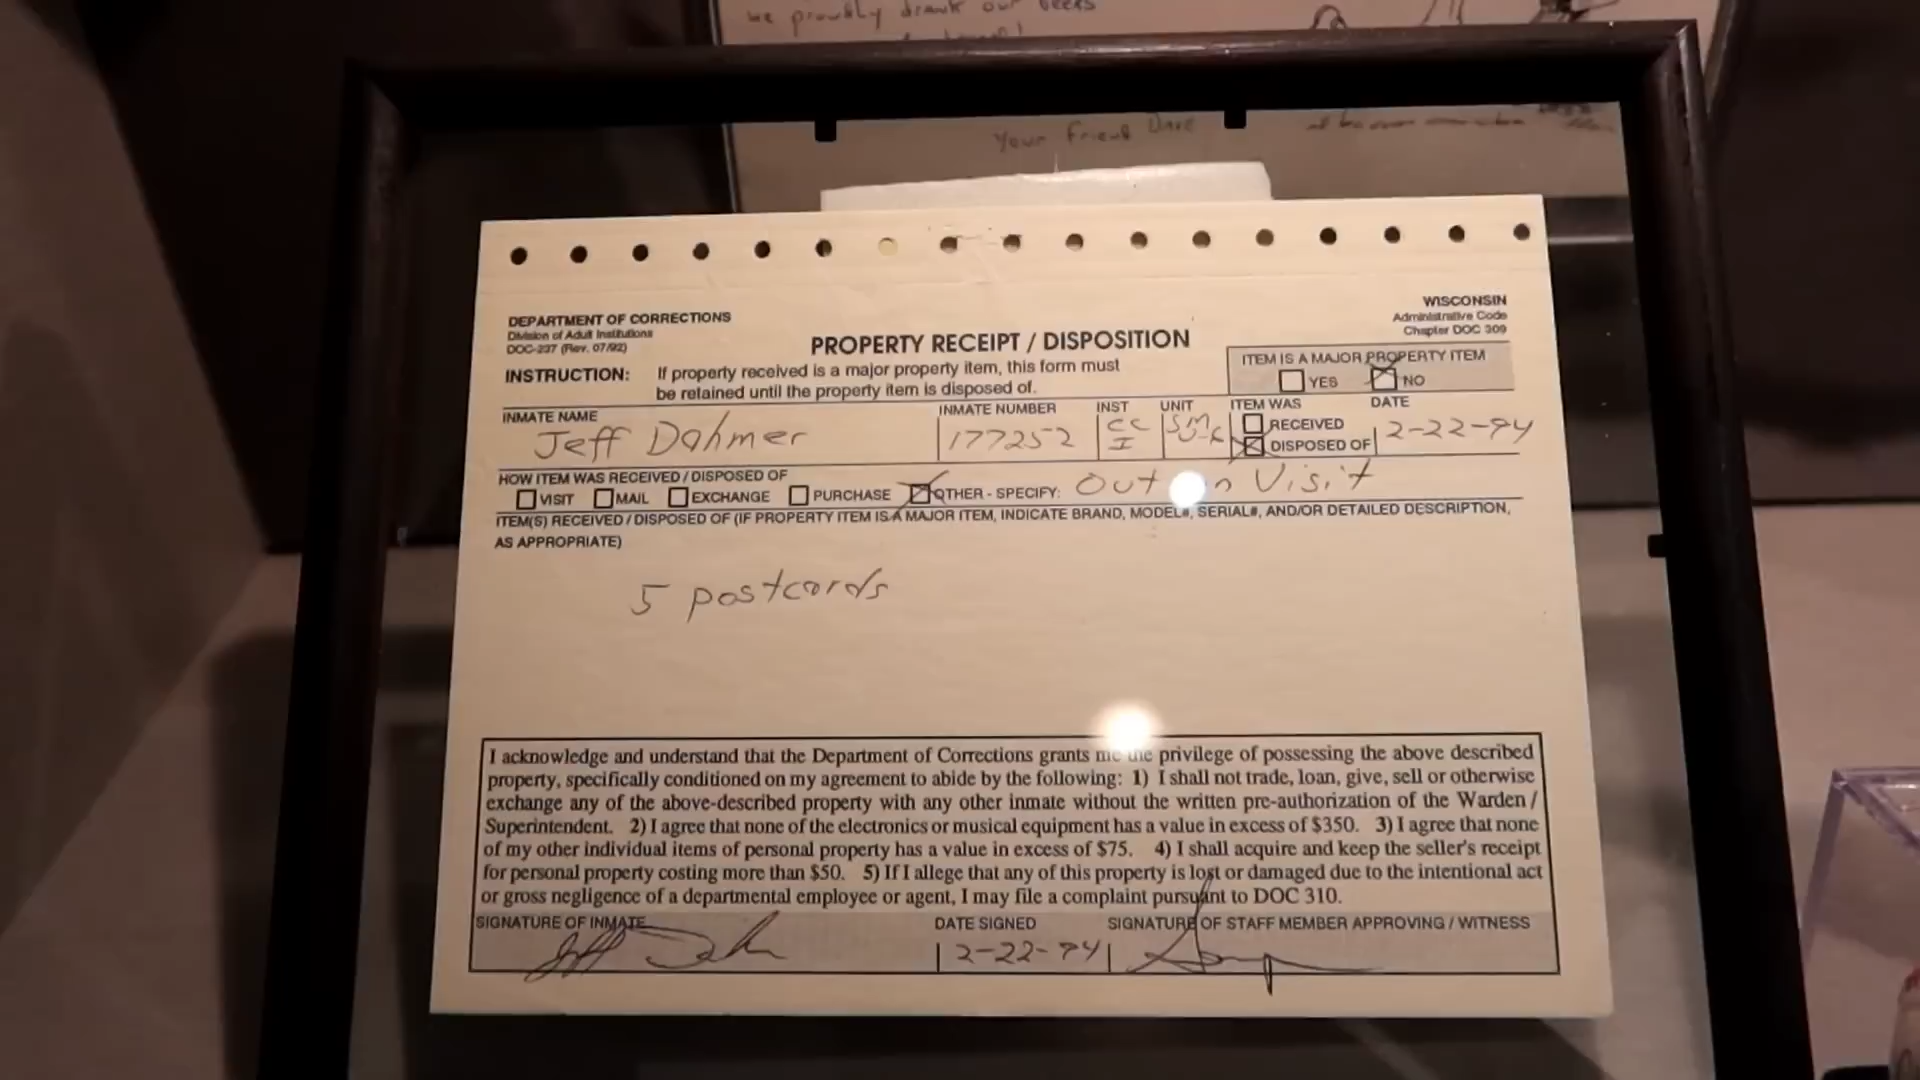 we proudly drank our beers
Your Friend Dave
DEPARTMENT OF CORRECTIONS
Division of Adult Institutions
DOC-237 (Rev. 07/92)
WISCONSIN
Administrative Code
Chapter DOC 309
PROPERTY RECEIPT / DISPOSITION
INSTRUCTION: If property received is a major property item, this form must
be retained until the property item is disposed of.
ITEM IS A MAJOR PROPERTY ITEM
YES NO
INMATE NAME INMATE NUMBER INST UNIT ITEM WAS DATE
Jeff Dahmer 177252 CC
I
RECEIVED
DISPOSED OF
2-22-94
HOW ITEM WAS RECEIVED / DISPOSED OF
VISIT MAIL EXCHANGE PURCHASE OTHER - SPECIFY: Out Visit
ITEM(S) RECEIVED / DISPOSED OF (IF PROPERTY ITEM IS A MAJOR ITEM, INDICATE BRAND, MODEL#, SERIAL#, AND/OR DETAILED DESCRIPTION,
AS APPROPRIATE)
5 postcards
I acknowledge and understand that the Department of Corrections grants me the privilege of possessing the above described
property, specifically conditioned on my agreement to abide by the following: 1) I shall not trade, loan, give, sell or otherwise
exchange any of the above-described property with any other inmate without the written pre-authorization of the Warden /
Superintendent. 2) I agree that none of the electronics or musical equipment has a value in excess of $350. 3) I agree that none
of my other individual items of personal property has a value in excess of $75. 4) I shall acquire and keep the seller's receipt
for personal property costing more than $50. 5) If I allege that any of this property is lost or damaged due to the intentional act
or gross negligence of a departmental employee or agent, I may file a complaint pursuant to DOC 310.
SIGNATURE OF INMATE DATE SIGNED SIGNATURE OF STAFF MEMBER APPROVING / WITNESS
2-22-94